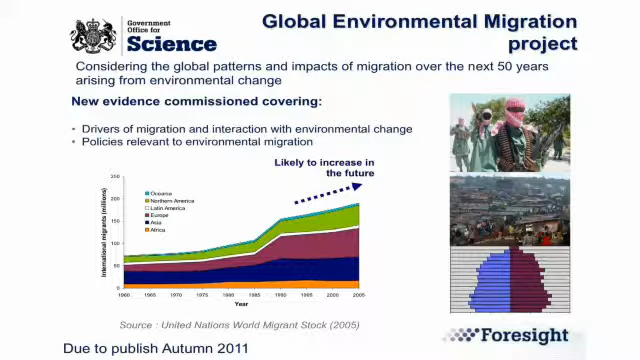 Government
Office for
Science
Global Environmental Migration
project
Considering the global patterns and impacts of migration over the next 50 years
arising from environmental change
New evidence commissioned covering:
• Drivers of migration and interaction with environmental change
• Policies relevant to environmental migration
Likely to increase in
the future
International migrants (millions)
250
200
150
100
50
0
Oceania
Northern America
Latin America
Europe
Asia
Africa
1960 1965 1970 1975 1980 1985 1990 1995 2000 2005
Year
Source : United Nations World Migrant Stock (2005)
Foresight
Due to publish Autumn 2011